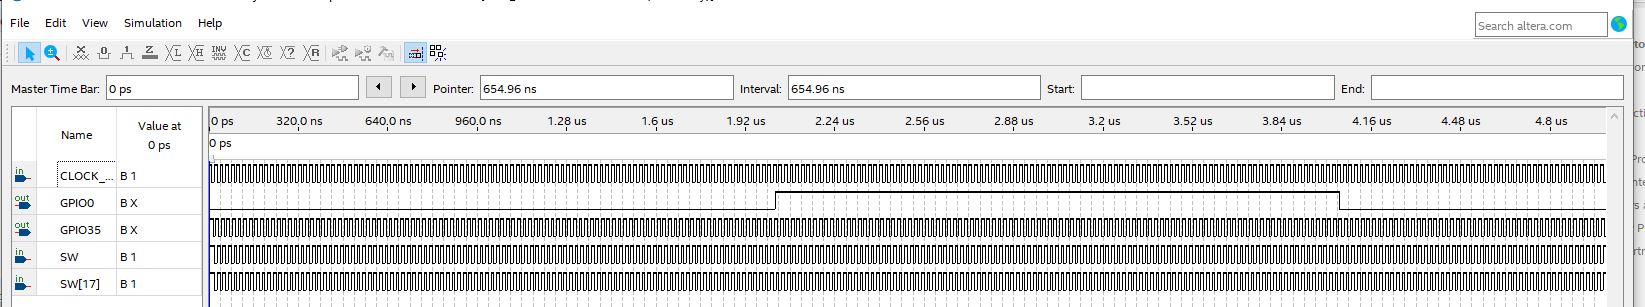 File Edit View Simulation Help
Search altera.com
Master Time Bar: 0 ps Pointer: 654.96 ns Interval: 654.96 ns Start: End:
Name Value at 0 ps
0 ps 320.0 ns 640.0 ns 960.0 ns 1.28 us 1.6 us 1.92 us 2.24 us 2.56 us 2.88 us 3.2 us 3.52 us 3.84 us 4.16 us 4.48 us 4.8 us
0 ps
in CLOCK_... B 1
out GPIO0 B X
out GPIO35 B X
in SW B 1
in SW[17] B 1